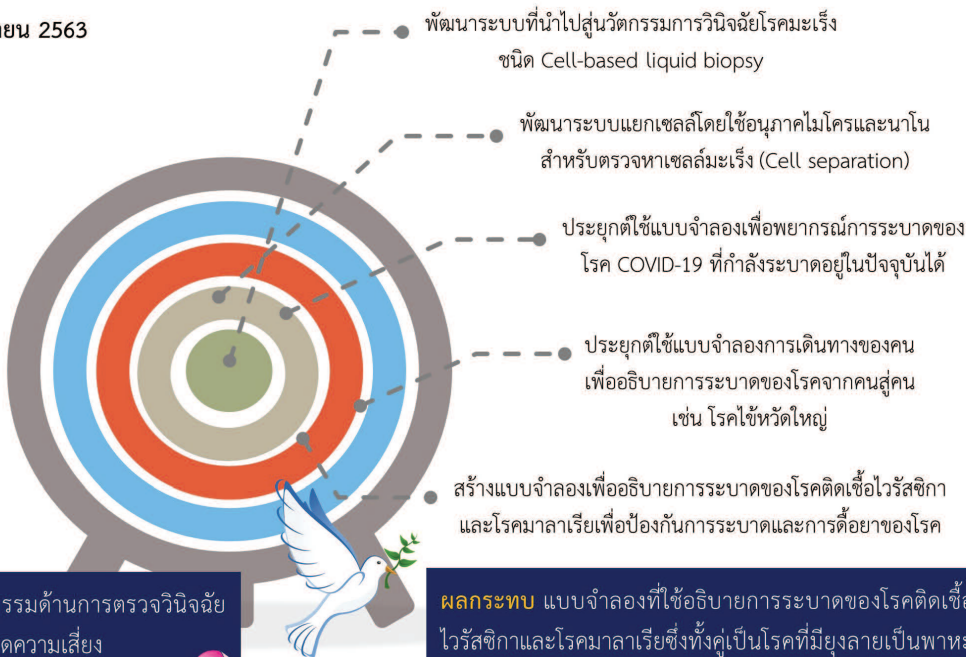 2563
พัฒนาระบบที่นำไปสู่นวัตกรรมการวินิจฉัยโรคมะเร็ง
ชนิด Cell-based liquid biopsy
พัฒนาระบบแยกเซลล์โดยใช้อนุภาคไมโครและนาโน
สำหรับตรวจหาเซลล์มะเร็ง (Cell separation)
ประยุกต์ใช้แบบจำลองเพื่อพยากรณ์การระบาดของ
โรค COVID-19 ที่กำลังระบาดอยู่ในปัจจุบันได้
ประยุกต์ใช้แบบจำลองการเดินทางของคน
เพื่ออธิบายการระบาดของโรคจากคนสู่คน
เช่น โรคไข้หวัดใหญ่
สร้างแบบจำลองเพื่ออธิบายการระบาดของโรคติดเชื้อไวรัสซิกา
และโรคมาลาเรียเพื่อป้องกันการระบาดและการดื้อยาของโรค
รรมด้านการตรวจวินิจฉัย
ดความเสี่ยง
ผลกระทบ แบบจำลองที่ใช้อธิบายการระบาดของโรคติดเชื้อ
ไวรัสซิกาและโรคมาลาเรียซึ่งทั้งคู่เป็นโรคที่มียุงลายเป็นพาห